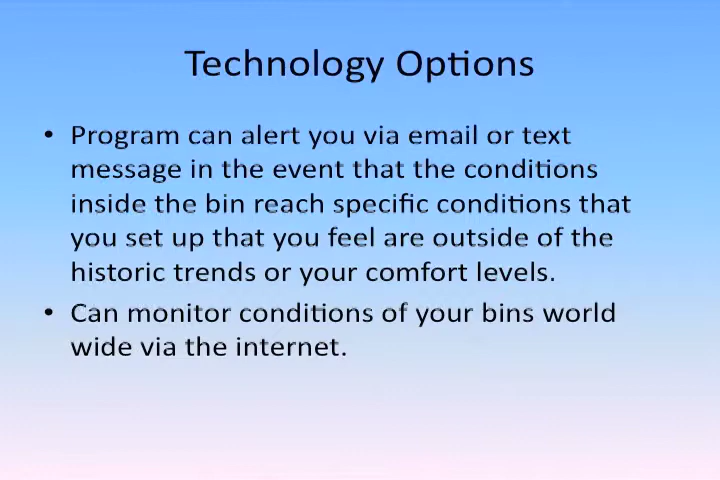 Technology Options
• Program can alert you via email or text
message in the event that the conditions
inside the bin reach specific conditions that
you set up that you feel are outside of the
historic trends or your comfort levels.
• Can monitor conditions of your bins world
wide via the internet.